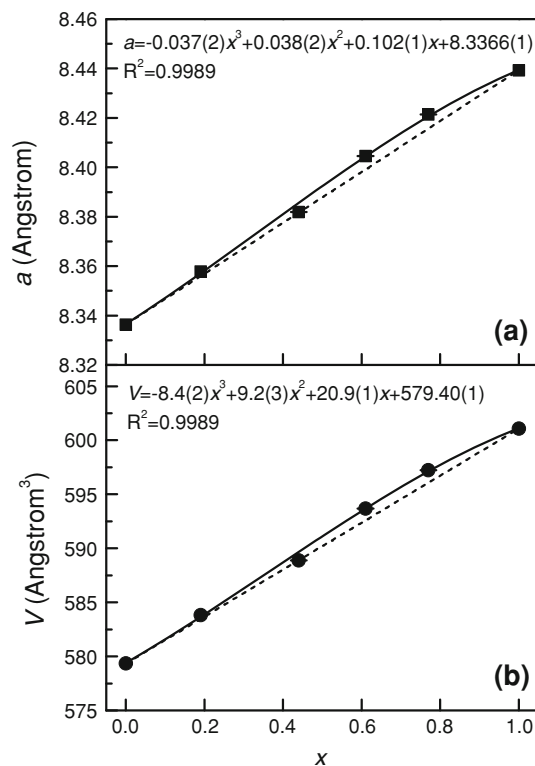 8.46
a=-0.037(2)x³+0.038(2)x²+0.102(1)x+8.3366(1)
R²=0.9989
8.44
8.42
8.40
8.38
8.36
8.34
8.32
a (Angstrom)
(a)
605
V=-8.4(2)x³+9.2(3)x²+20.9(1)x+579.40(1)
R²=0.9989
600
595
590
585
580
575
V (Angstrom³)
(b)
0.0 0.2 0.4 0.6 0.8 1.0
x